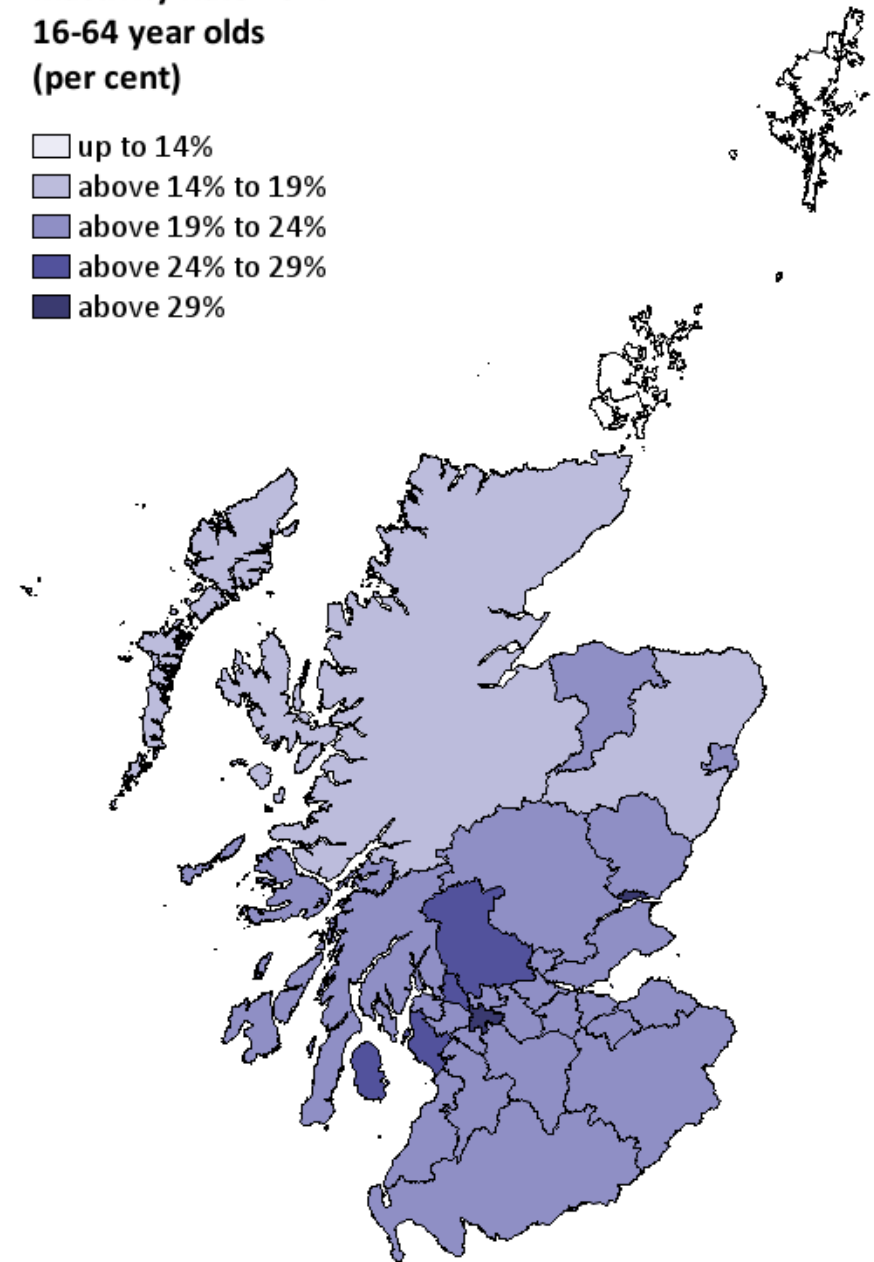 16-64 year olds
(per cent)
up to 14%
above 14% to 19%
above 19% to 24%
above 24% to 29%
above 29%